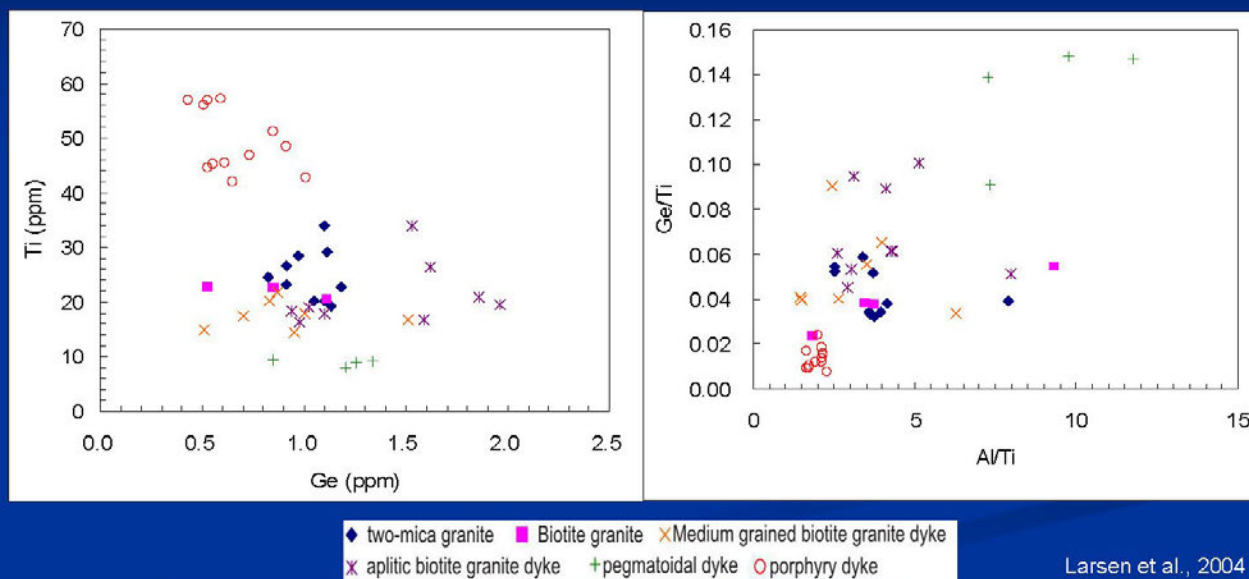 70
60
50
40
30
20
10
0
Ti (ppm)
0.0 0.5 1.0 1.5 2.0 2.5
Ge (ppm)
0.16
0.14
0.12
0.10
0.08
0.06
0.04
0.02
0.00
Ge/Ti
0 5 10 15
Al/Ti
two-mica granite Biotite granite Medium grained biotite granite dyke
aplitic biotite granite dyke pegmatoidal dyke porphyry dyke
Larsen et al., 2004